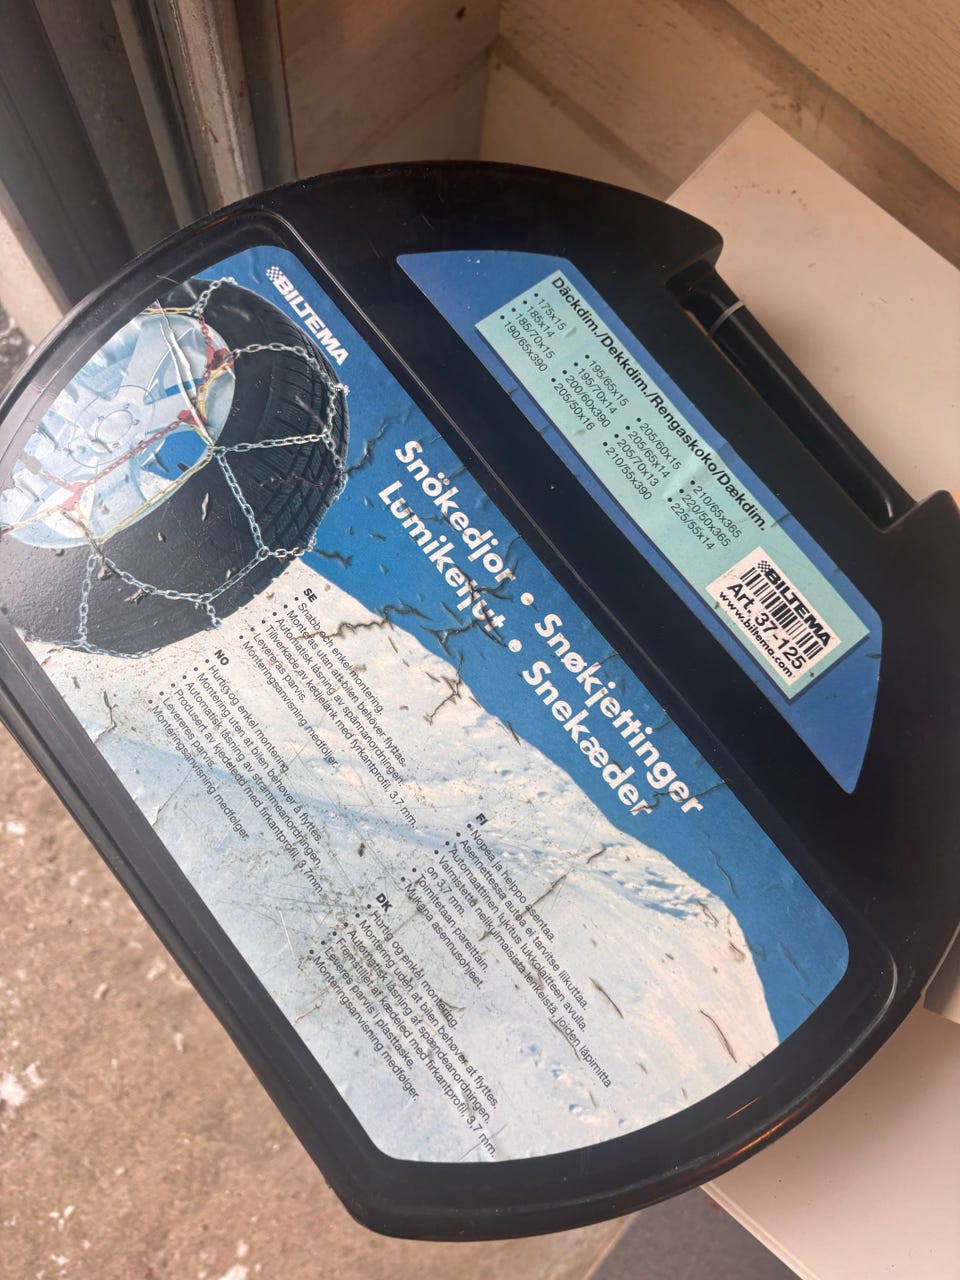 BILTEMA
Däckdim./Dekkdim./Rengaskoko/Dækdim.
• 175x15
• 185x14
• 185/70x15
• 190/65x390
• 195/65x15
• 195/70x14
• 200/60x390
• 205/50x16
• 205/60x15
• 205/65x14
• 205/70x13
• 210/55x390
• 210/65x365
• 220/50x365
• 225/55x14
BILTEMA
Art. 37-125
www.biltema.com
Snökedjor • Snøkjettinger
Lumiketjut • Snekæder
SE
• Snabb och enkel montering.
• Monteras utan att bilen behöver flyttas.
• Automatisk låsning av spännanordningen.
• Tillverkade av kedjelänk med fyrkantprofil, 3,7 mm.
• Levereras parvis.
• Monteringsanvisning medföljer.
NO
• Hurtig og enkel montering.
• Montering uten at bilen behøver å flyttes.
• Automatisk låsning av strammeanordningen.
• Produsert av kjedeledd med firkantprofil, 3,7mm.
• Leveres parvis.
• Monteringsanvisning medfølger.
FI
• Nopea ja helppo asentaa.
• Asennettessa autoa ei tarvitse liikuttaa.
• Automaattinen lukitus lukkolaitteen avulla.
• Valmistettu nelikulmaisista lenkeistä, joiden läpimitta
on 3,7 mm.
• Toimitetaan pareittain.
• Mukana asennusohjeet.
DK
• Hurtig og enkel montering.
• Montering uden at bilen behøver at flyttes.
• Automatisk låsning af spændeanordningen.
• Fremstillet af kædeled med firkantprofil, 3,7 mm.
• Leveres parvis i plasttaske.
• Monteringsanvisning medfølger.